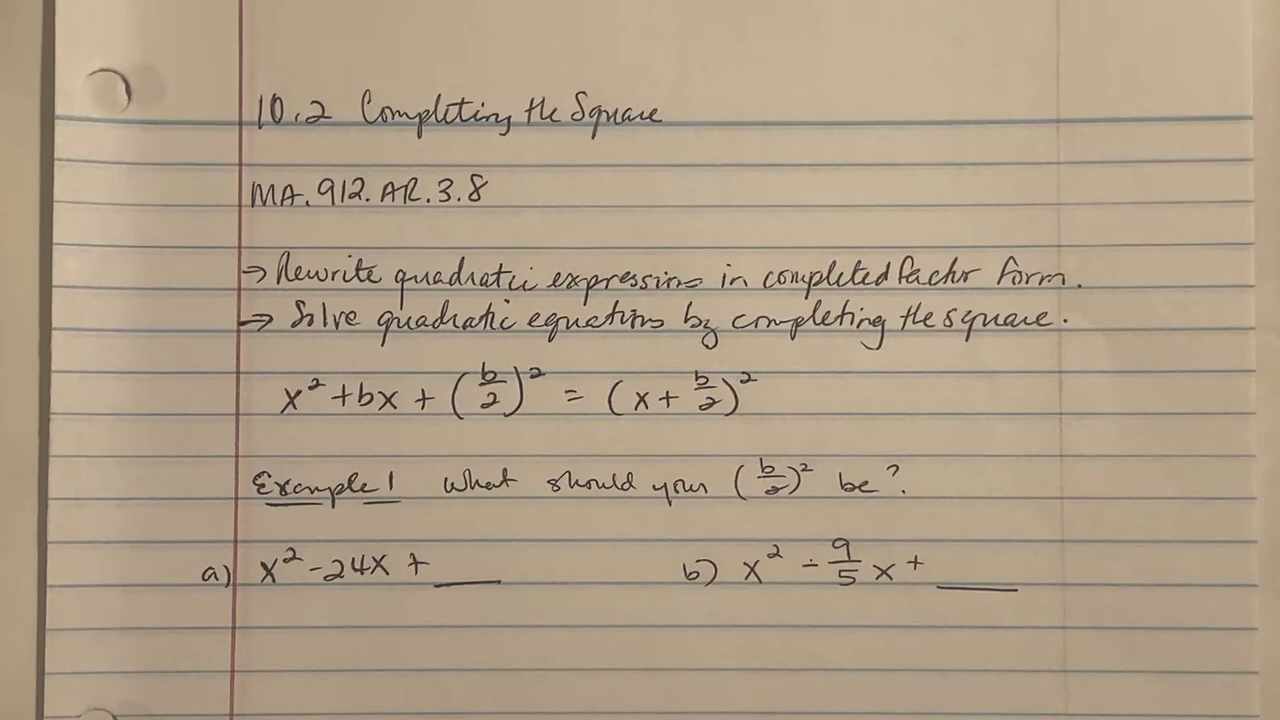 10.2 Completing the Square
MA.912.AR.3.8
→ Rewrite quadratic expressions in completed factor form.
→ Solve quadratic equations by completing the square.
x² + bx + (b/2)² = (x + b/2)²
Example 1 What should your (b/2)² be?
a) x² - 24x + ___ b) x² - 9/5 x + ___